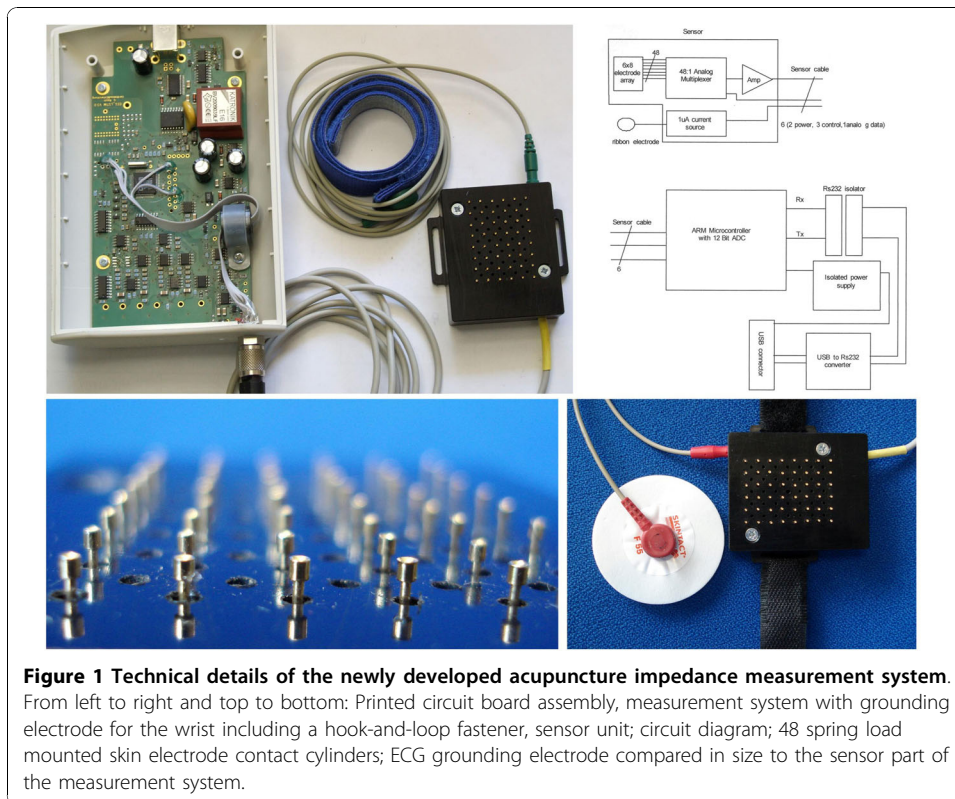 Sensor
48
6x8
electrode
array
48:1 Analog
Multiplexer
Amp
Sensor cable
1uA current
source
6 (2 power, 3 control,1analo g data)
ribbon electrode
Rs232 isolator
Rx
Sensor
cable
ARM Microcontroller
with 12 Bit ADC
Tx
6
Isolated power
supply
USB connector
USB to Rs232
converter
SKINTACT
F 55
Figure 1 Technical details of the newly developed acupuncture impedance measurement system.
From left to right and top to bottom: Printed circuit board assembly, measurement system with grounding
electrode for the wrist including a hook-and-loop fastener, sensor unit; circuit diagram; 48 spring load
mounted skin electrode contact cylinders; ECG grounding electrode compared in size to the sensor part of
the measurement system.